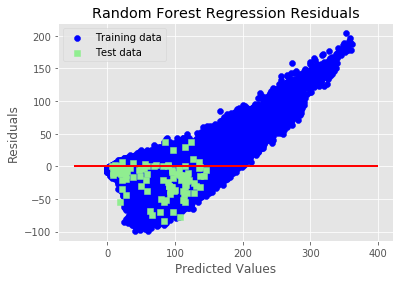 Random Forest Regression Residuals
Training data
Test data
200
150
100
50
0
−50
−100
Residuals
0 100 200 300 400
Predicted Values